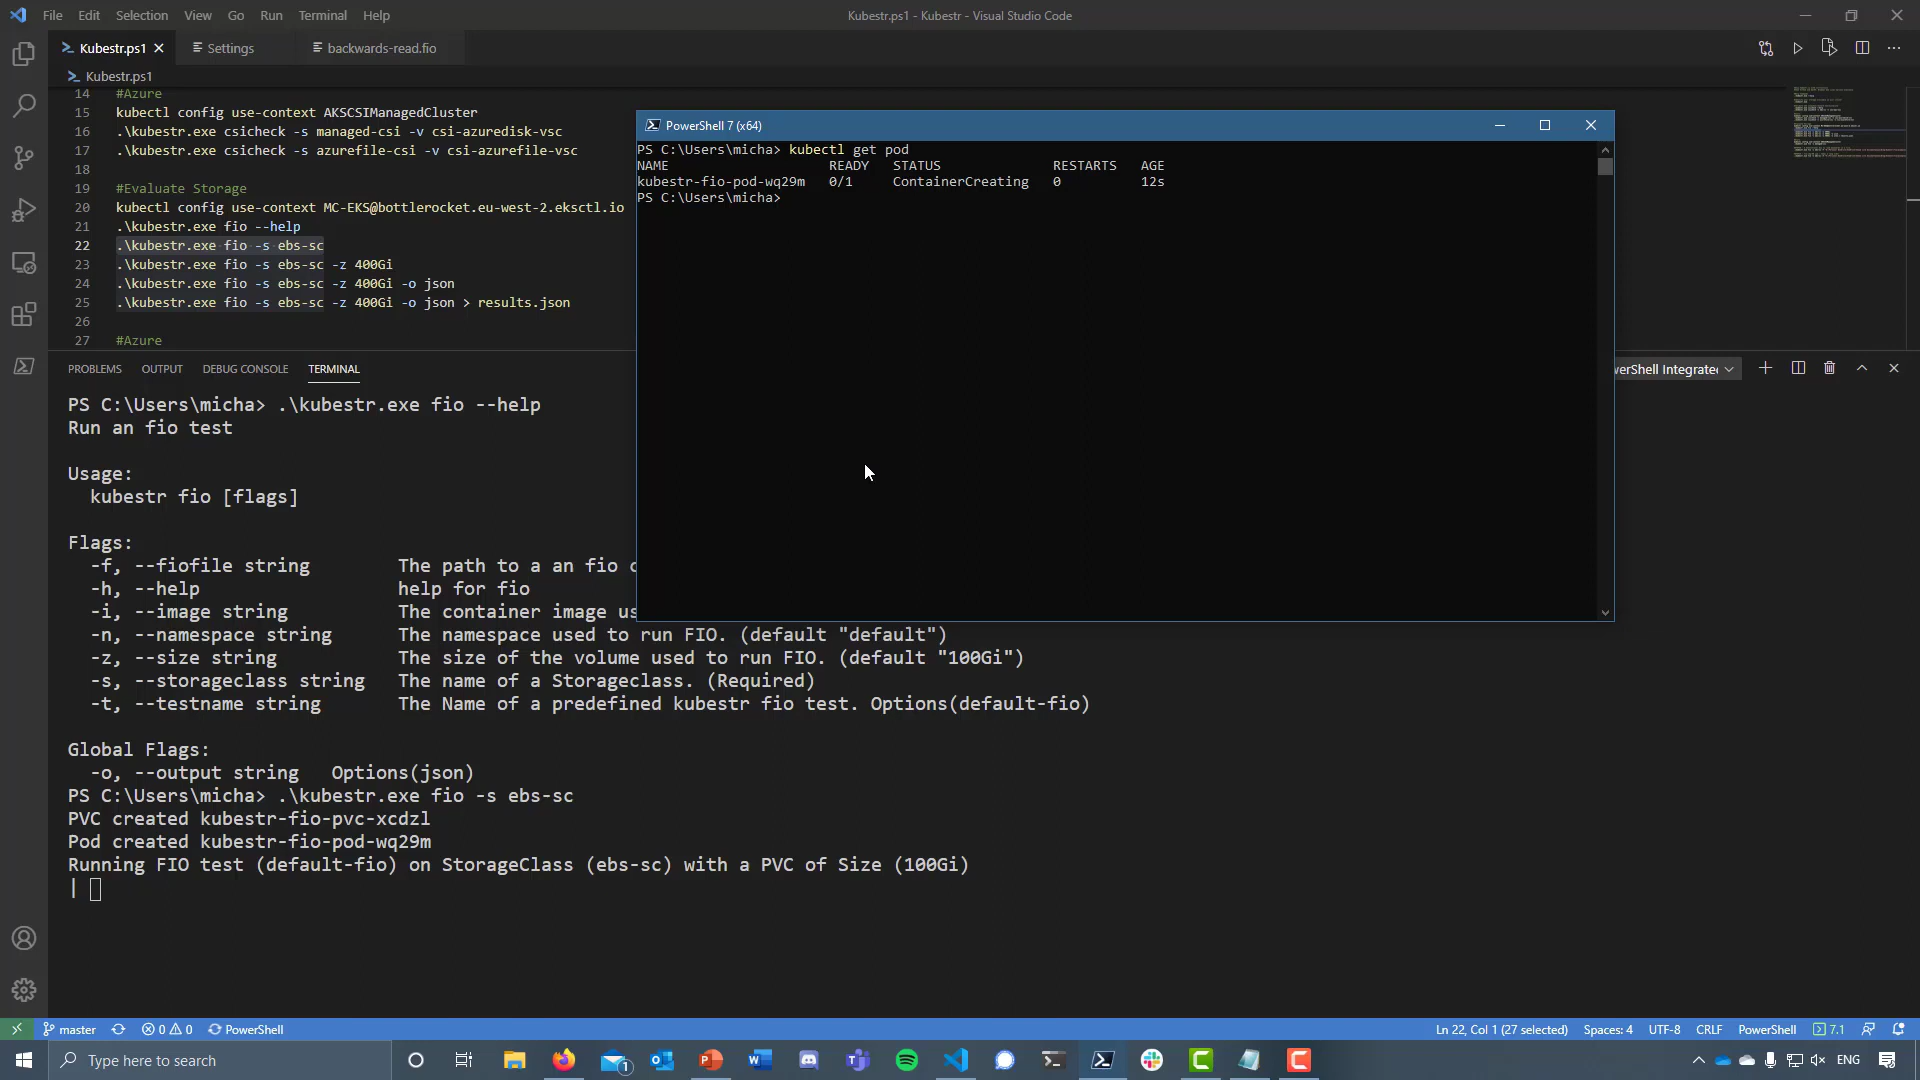 File Edit Selection View Go Run Terminal Help
Kubestr.ps1 - Kubestr - Visual Studio Code
Kubestr.ps1 Settings backwards-read.fio
Kubestr.ps1
14 #Azure
15 kubectl config use-context AKSCSIManagedCluster
16 .\kubestr.exe csicheck -s managed-csi -v csi-azuredisk-vsc
17 .\kubestr.exe csicheck -s azurefile-csi -v csi-azurefile-vsc
18
19 #Evaluate Storage
20 kubectl config use-context MC-EKS@bottlerocket.eu-west-2.eksctl.io
21 .\kubestr.exe fio --help
22 .\kubestr.exe fio -s ebs-sc
23 .\kubestr.exe fio -s ebs-sc -z 400Gi
24 .\kubestr.exe fio -s ebs-sc -z 400Gi -o json
25 .\kubestr.exe fio -s ebs-sc -z 400Gi -o json > results.json
26
27 #Azure
PowerShell 7 (x64)
PS C:\Users\micha> kubectl get pod
NAME READY STATUS RESTARTS AGE
kubestr-fio-pod-wq29m 0/1 ContainerCreating 0 12s
PS C:\Users\micha>
PROBLEMS OUTPUT DEBUG CONSOLE TERMINAL
werShell Integrated
PS C:\Users\micha> .\kubestr.exe fio --help
Run an fio test
Usage:
kubestr fio [flags]
Flags:
-f, --fiofile string The path to a an fio c
-h, --help help for fio
-i, --image string The container image us
-n, --namespace string The namespace used to run FIO. (default "default")
-z, --size string The size of the volume used to run FIO. (default "100Gi")
-s, --storageclass string The name of a Storageclass. (Required)
-t, --testname string The Name of a predefined kubestr fio test. Options(default-fio)
Global Flags:
-o, --output string Options(json)
PS C:\Users\micha> .\kubestr.exe fio -s ebs-sc
PVC created kubestr-fio-pvc-xcdzl
Pod created kubestr-fio-pod-wq29m
Running FIO test (default-fio) on StorageClass (ebs-sc) with a PVC of Size (100Gi)
|
master 0 0 PowerShell
Ln 22, Col 1 (27 selected) Spaces: 4 UTF-8 CRLF PowerShell 7.1
Type here to search
1
ENG